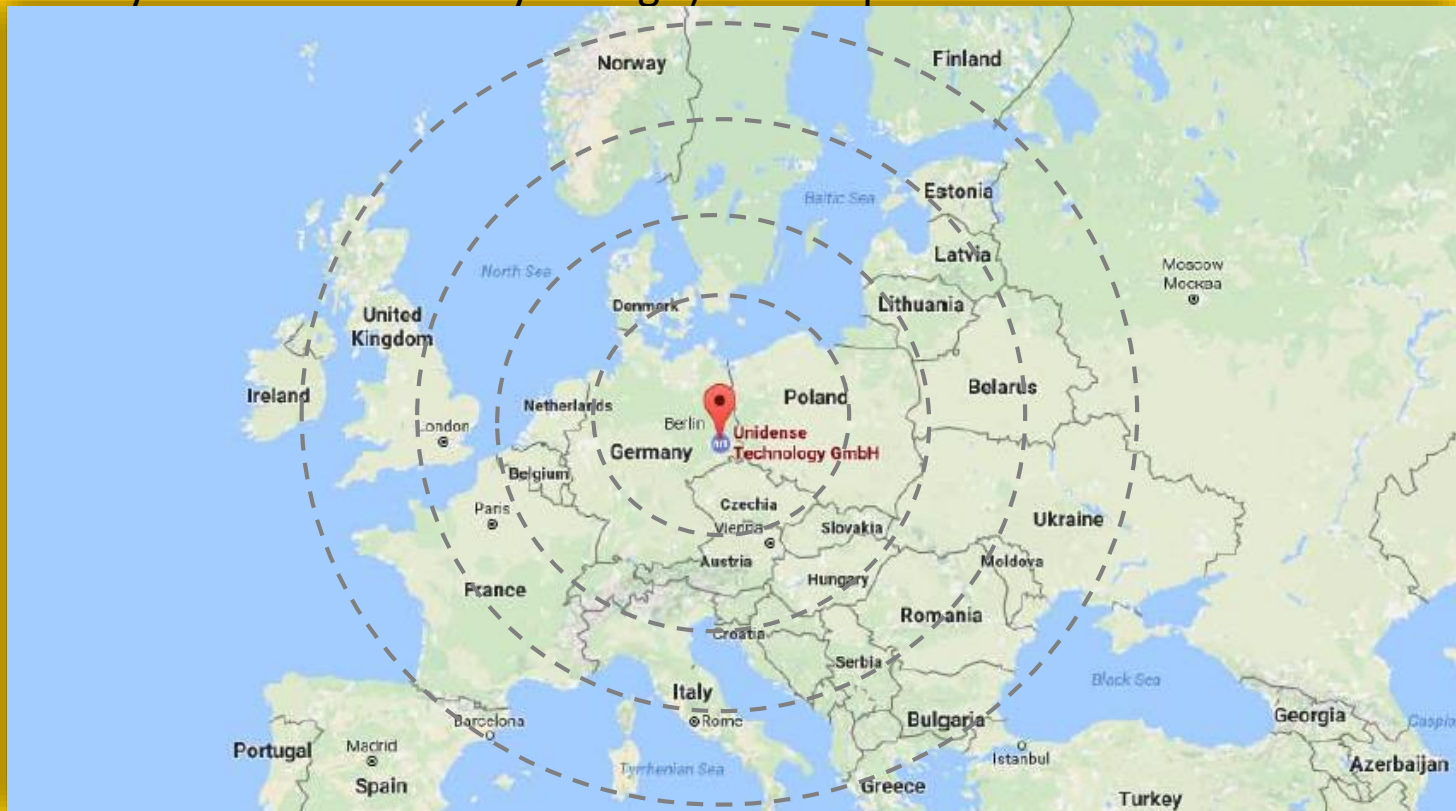 Norway
Finland
Baltic Sea
Estonia
Latvia
North Sea
Moscow
Москва
Denmark
Lithuania
United
Kingdom
Ireland
Belarus
Netherlands
Poland
London
Berlin
Unidense
Technology GmbH
Germany
Belgium
Czechia
Paris
Vienna
Slovakia
Ukraine
Austria
Moldova
Hungary
France
Romania
Croatia
Serbia
Italy
Black Sea
Barcelona
Rome
Bulgaria
Georgia
Portugal
Madrid
Istanbul
Azerbaijan
Tyrrhenian Sea
Spain
Greece
Turkey